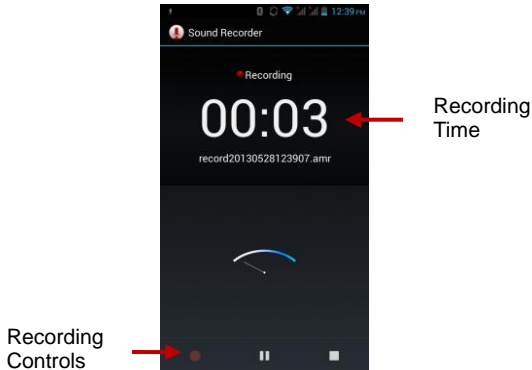 12:39 PM
Sound Recorder
Recording
00:03
record20130528123907.amr
Recording
Time
Recording
Controls